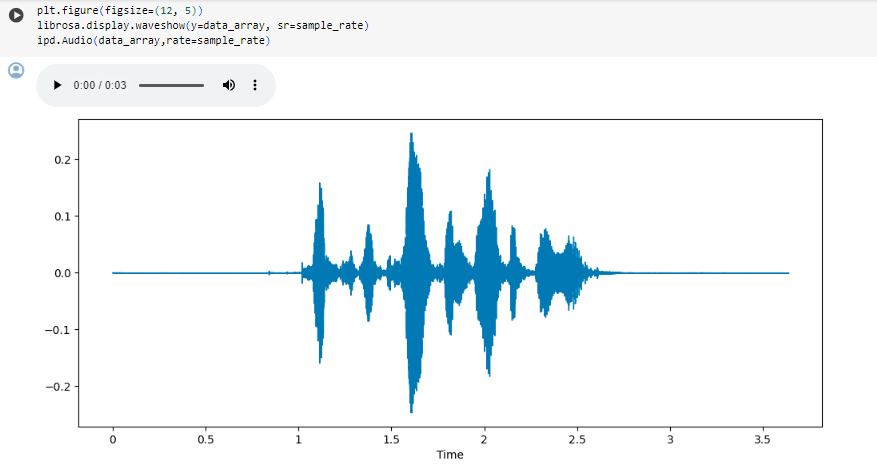 plt.figure(figsize=(12, 5))
librosa.display.waveshow(y=data_array, sr=sample_rate)
ipd.Audio(data_array,rate=sample_rate)
0:00 / 0:03
0.2
0.1
0.0
−0.1
−0.2
0 0.5 1 1.5 2 2.5 3 3.5
Time